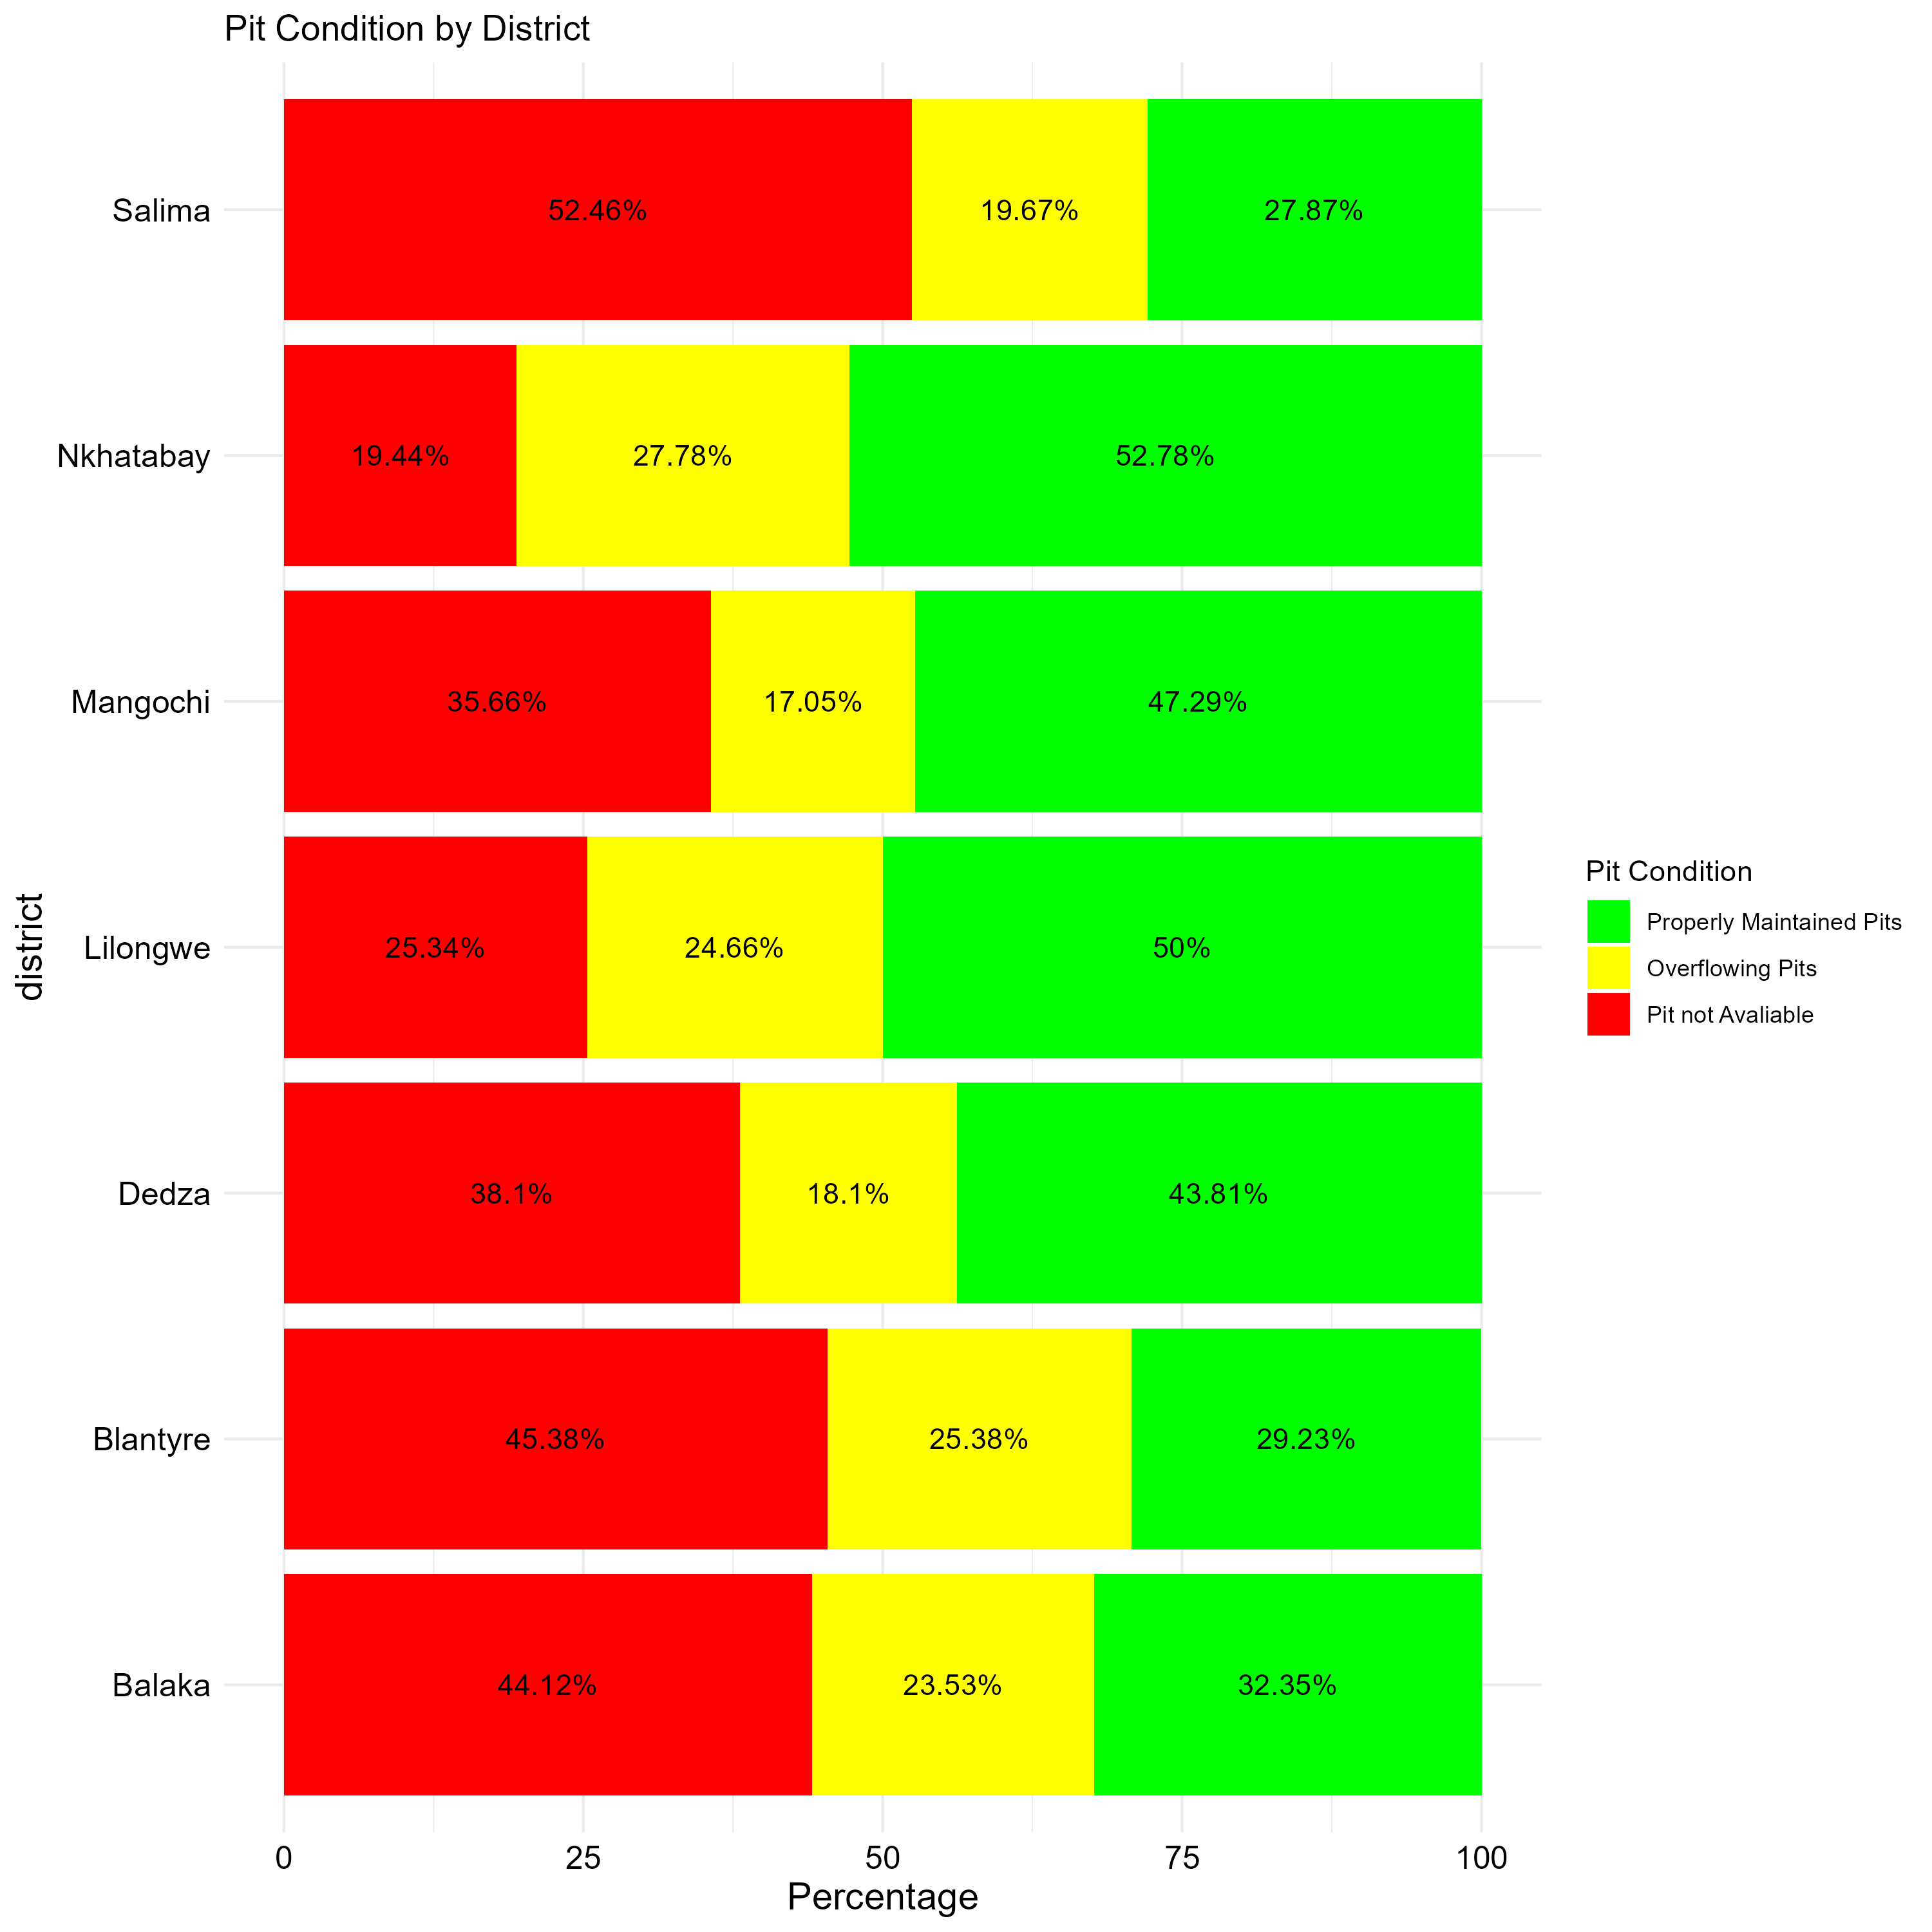 Pit Condition by District
Salima
52.46%
19.67%
27.87%
Nkhatabay
19.44%
27.78%
52.78%
Mangochi
35.66%
17.05%
47.29%
Lilongwe
25.34%
24.66%
50%
Dedza
38.1%
18.1%
43.81%
Blantyre
45.38%
25.38%
29.23%
Balaka
44.12%
23.53%
32.35%
district
0
25
50
75
100
Percentage
Pit Condition
Properly Maintained Pits
Overflowing Pits
Pit not Avaliable